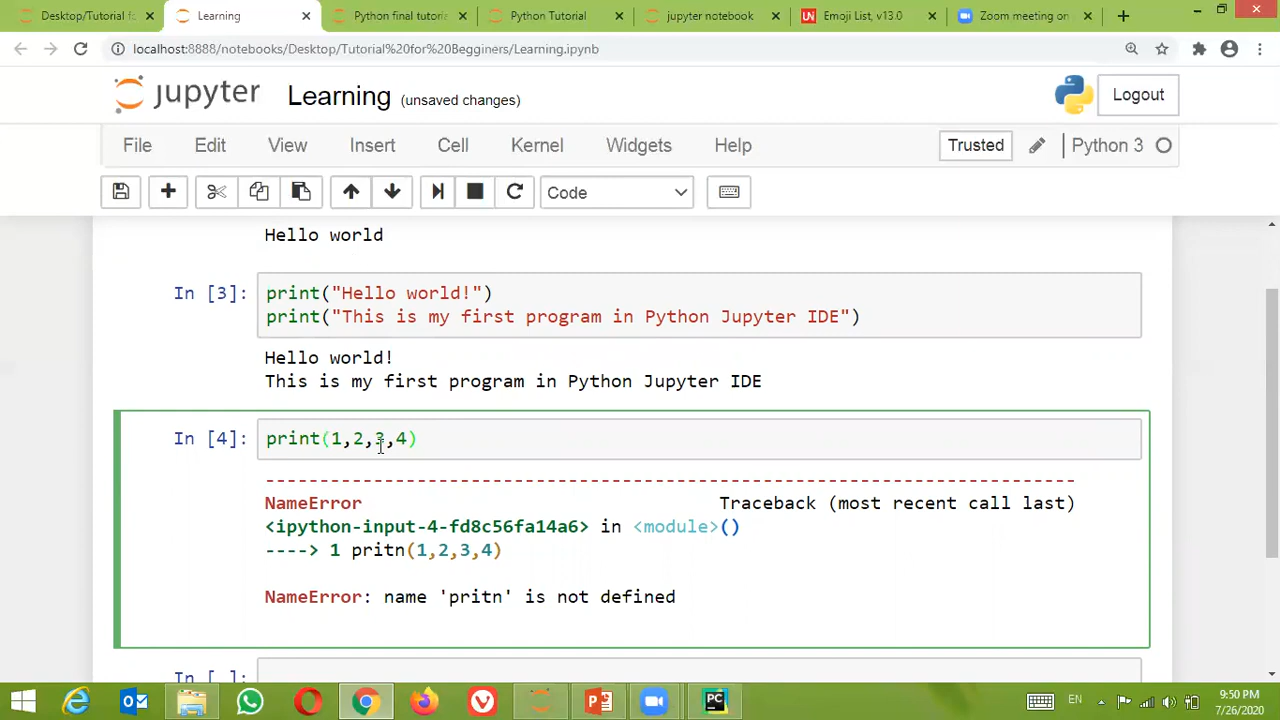 Desktop/Tutorial fo
Learning
Python final tutoria
Python Tutorial
jupyter notebook
UN
Emoji List, v13.0
Zoom meeting on
localhost:8888/notebooks/Desktop/Tutorial%20for%20Begginers/Learning.ipynb
jupyter
Learning
(unsaved changes)
Logout
File
Edit
View
Insert
Cell
Kernel
Widgets
Help
Trusted
Python 3
Code
Hello world
In [3]:
print("Hello world!")
print("This is my first program in Python Jupyter IDE")
Hello world!
This is my first program in Python Jupyter IDE
In [4]:
print(1,2,3,4)
---------------------------------------------------------------------------
NameError Traceback (most recent call last)
<ipython-input-4-fd8c56fa14a6> in <module>()
----> 1 pritn(1,2,3,4)
NameError: name 'pritn' is not defined
In [ ]:
EN
9:50 PM
7/26/2020